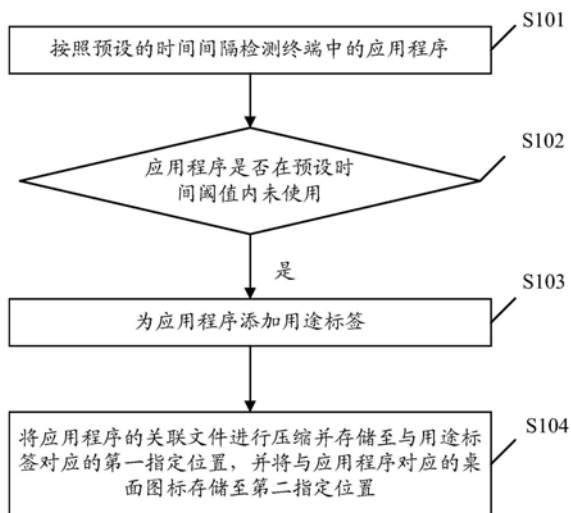 S101
按照预设的时间间隔检测终端中的应用程序
S102
应用程序是否在预设时
间阈值内未使用
是
S103
为应用程序添加用途标签
S104
将应用程序的关联文件进行压缩并存储至与用途标
签对应的第一指定位置，并将与应用程序对应的桌
面图标存储至第二指定位置